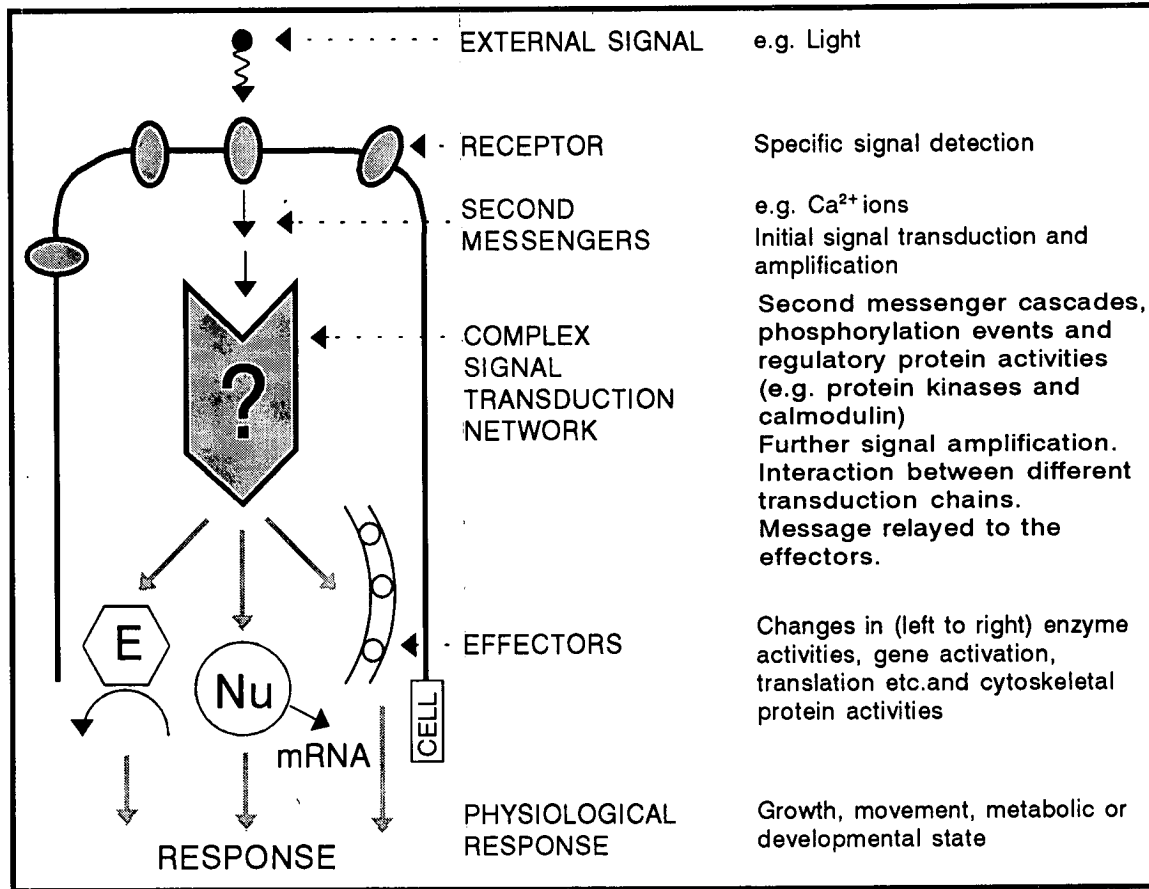 EXTERNAL SIGNAL
e.g. Light
RECEPTOR
Specific signal detection
SECOND
MESSENGERS
e.g. Ca²⁺ ions
Initial signal transduction and
amplification
?
COMPLEX
SIGNAL
TRANSDUCTION
NETWORK
Second messenger cascades,
phosphorylation events and
regulatory protein activities
(e.g. protein kinases and
calmodulin)
Further signal amplification.
Interaction between different
transduction chains.
Message relayed to the
effectors.
E
Nu
mRNA
CELL
EFFECTORS
Changes in (left to right) enzyme
activities, gene activation,
translation etc.and cytoskeletal
protein activities
RESPONSE
PHYSIOLOGICAL
RESPONSE
Growth, movement, metabolic or
developmental state